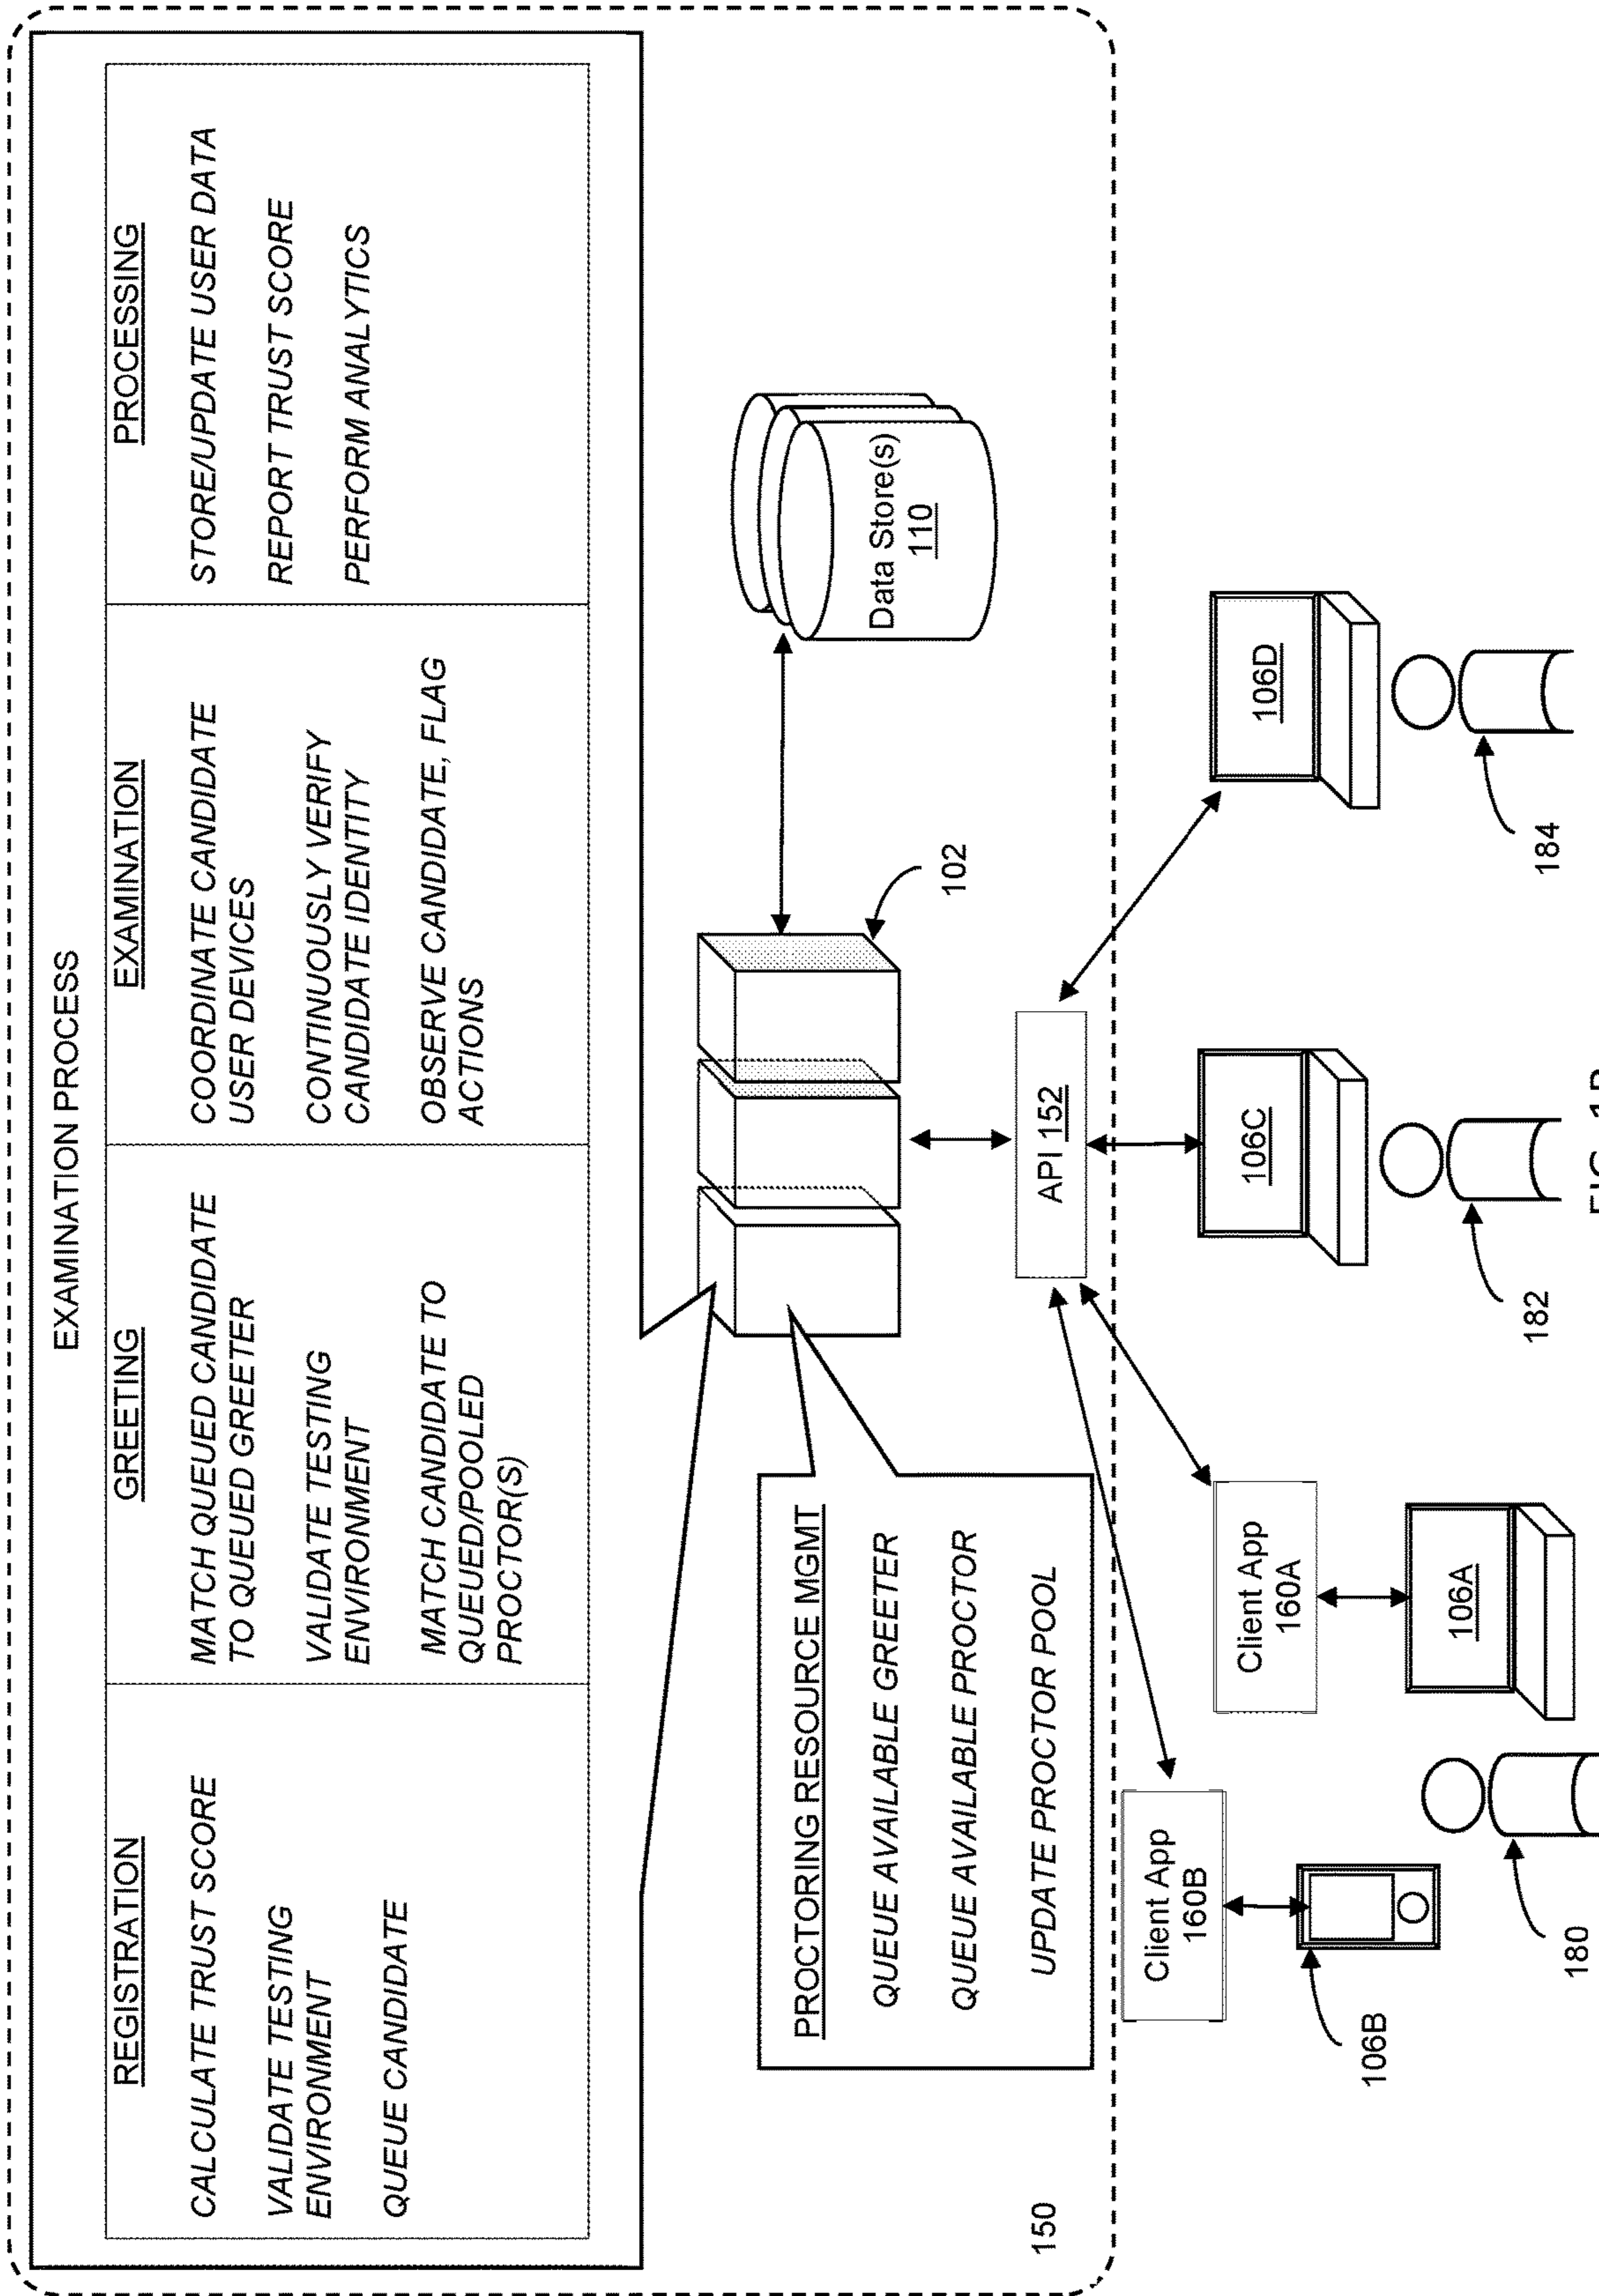 EXAMINATION PROCESS
REGISTRATION
CALCULATE TRUST SCORE
VALIDATE TESTING
ENVIRONMENT
QUEUE CANDIDATE
GREETING
MATCH QUEUED CANDIDATE
TO QUEUED GREETER
VALIDATE TESTING
ENVIRONMENT
MATCH CANDIDATE TO
QUEUED/POOLED
PROCTOR(S)
EXAMINATION
COORDINATE CANDIDATE
USER DEVICES
CONTINUOUSLY VERIFY
CANDIDATE IDENTITY
OBSERVE CANDIDATE, FLAG
ACTIONS
PROCESSING
STORE/UPDATE USER DATA
REPORT TRUST SCORE
PERFORM ANALYTICS
PROCTORING RESOURCE MGMT
QUEUE AVAILABLE GREETER
QUEUE AVAILABLE PROCTOR
UPDATE PROCTOR POOL
102
Data Store(s)
110
150
API 152
Client App
160B
Client App
160A
106B
106A
106C
106D
180
182
184